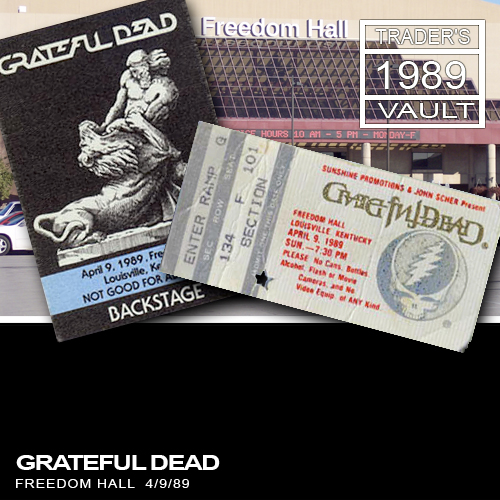 Freedom Hall
TRADER'S
1989
VAULT
GRATEFUL DEAD
HOURS 10 AM - 5 PM - MONDAY-F
April 9, 1989, Fre
Louisville, Ke
NOT GOOD FOR A
BACKSTAGE
ENTER RAMP G
SEC ROW SEAT
134 F 101
SECTION
SUNSHINE PROMOTIONS & JOHN SCHER Present
GRATEFUL DEAD.
FREEDOM HALL
LOUISVILLE, KENTUCKY
APRIL 9, 1989
SUN.—7:30 PM
PLEASE No Cans, Bottles
Alcohol, Flash or Movie
Cameras, and No
Video Equip. of ANY Kind
®
GRATEFUL DEAD
FREEDOM HALL 4/9/89